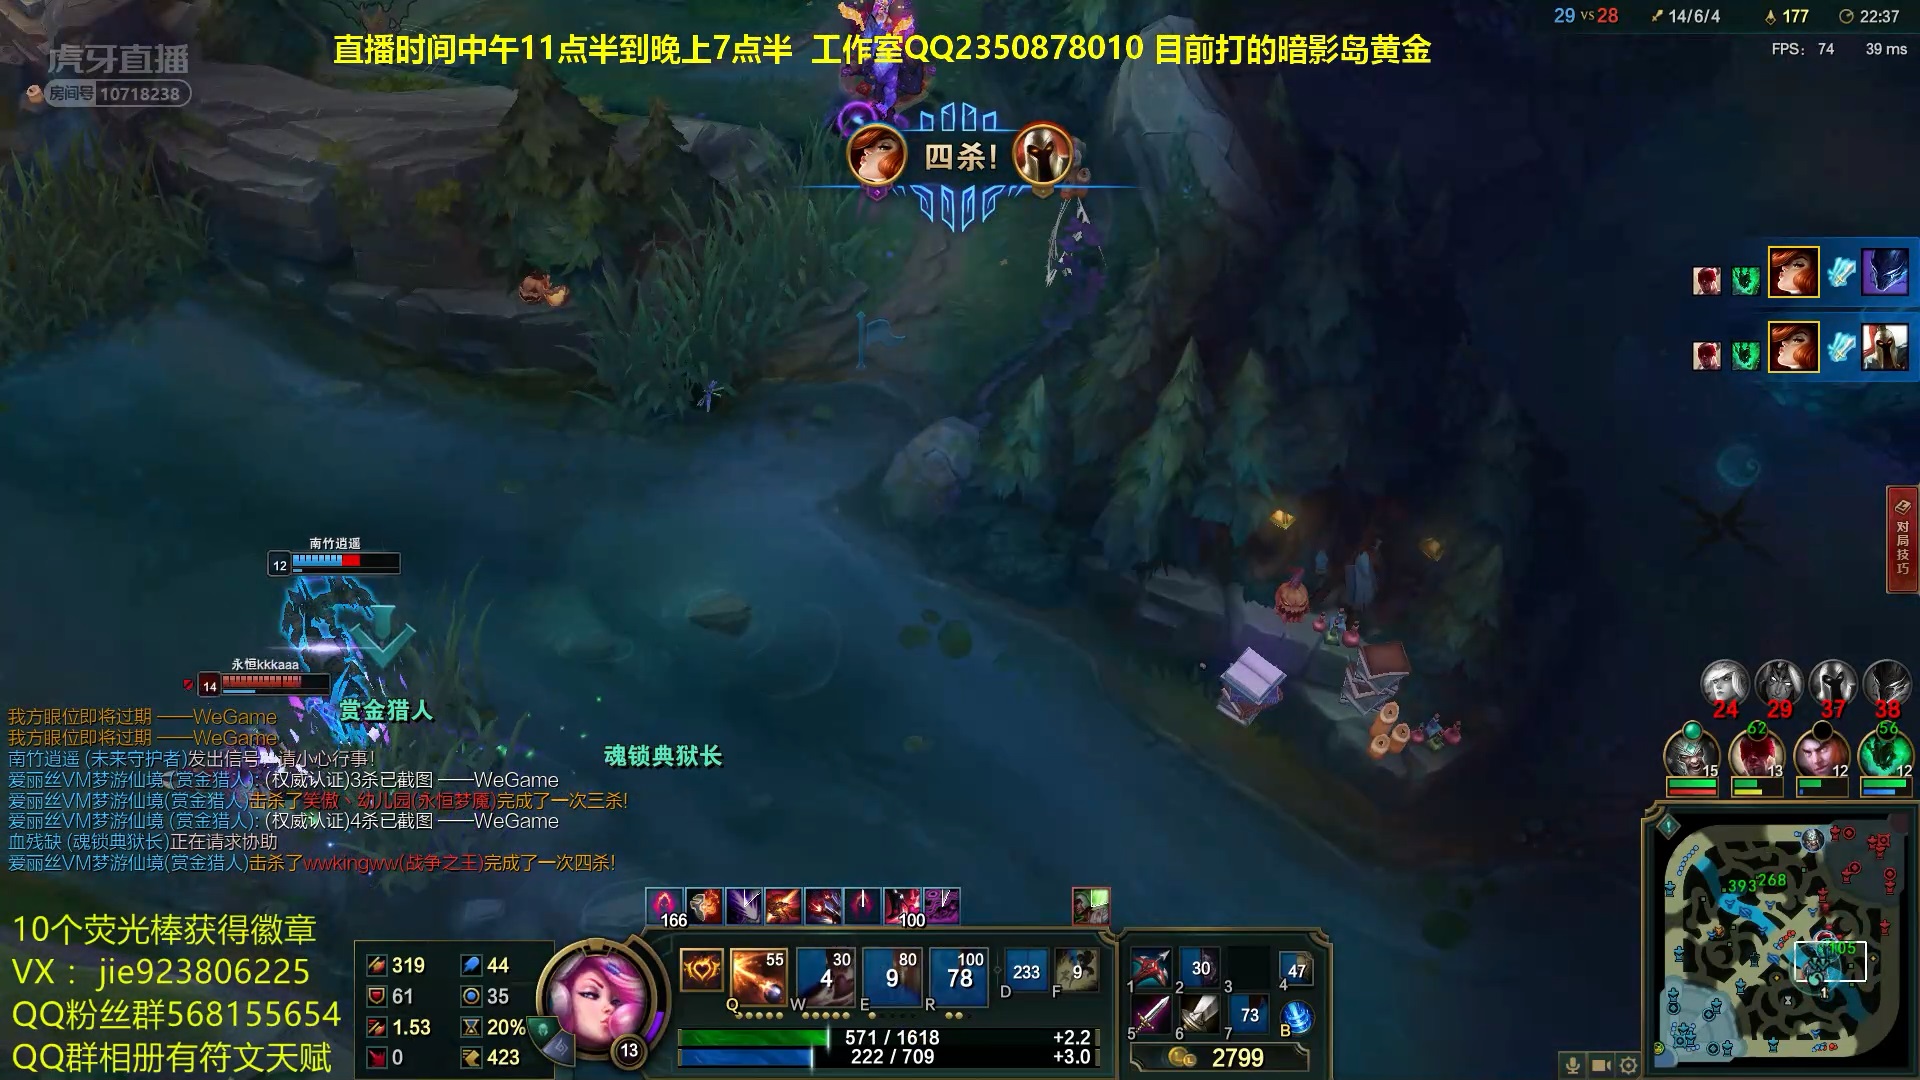 直播时间中午11点半到晚上7点半 工作室QQ2350878010 目前打的暗影岛黄金
29 vs 28 14/6/4 177 22:37
FPS: 74 39 ms
虎牙直播
房间号 10718238
四杀!
对局技巧
南竹逍遥
12
永恒kkkaaa
14
赏金猎人
魂锁典狱长
我方眼位即将过期 ——WeGame
我方眼位即将过期 ——WeGame
南竹逍遥 (未来守护者)发出信号：请小心行事!
爱丽丝VM梦游仙境 (赏金猎人): (权威认证)3杀已截图 ——WeGame
爱丽丝VM梦游仙境(赏金猎人)击杀了笑傲丶幼儿园(永恒梦魇)完成了一次三杀!
爱丽丝VM梦游仙境 (赏金猎人): (权威认证)4杀已截图 ——WeGame
血残缺 (魂锁典狱长)正在请求协助
爱丽丝VM梦游仙境(赏金猎人)击杀了wwkingww(战争之王)完成了一次四杀!
24 29 37 38
62 56
15 13 12 12
393 268
105
1
10个荧光棒获得徽章
VX： jie923806225
QQ粉丝群568155654
QQ群相册有符文天赋
319 44
61 35
1.53 20%
0 423
13
166 100
55 30 80 100
4 9 78 233 9
Q W E R D F
571 / 1618 +2.2
222 / 709 +3.0
30 47
1 2 3 4
73
5 6 7 B
2799